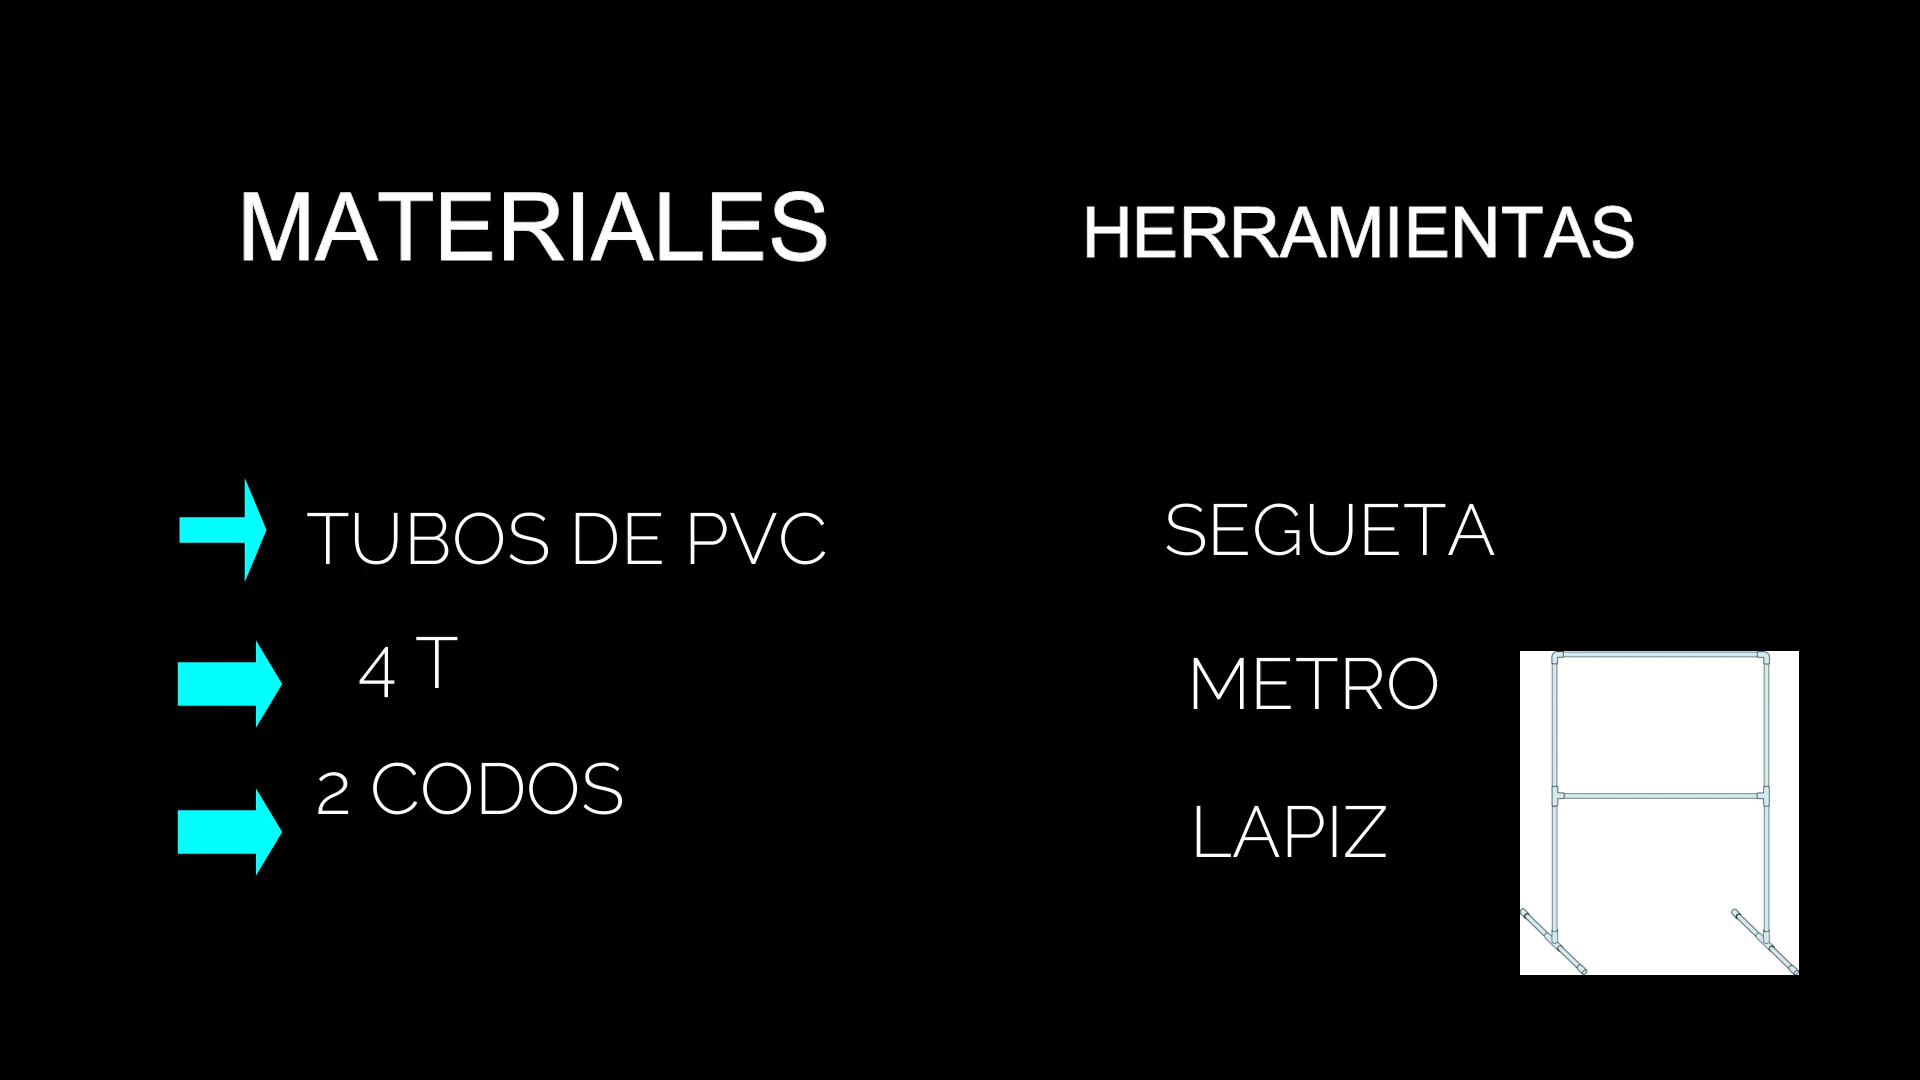 MATERIALES
TUBOS DE PVC
4 T
2 CODOS
HERRAMIENTAS
SEGUETA
METRO
LAPIZ